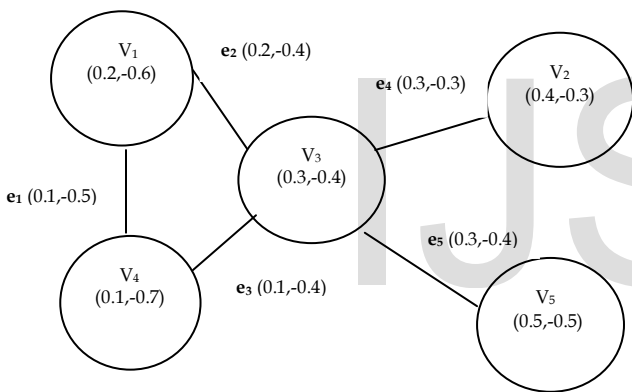 V₁
(0.2,-0.6)
e₂ (0.2,-0.4)
V₂
(0.4,-0.3)
e₄ (0.3,-0.3)
V₃
(0.3,-0.4)
e₁ (0.1,-0.5)
e₅ (0.3,-0.4)
V₄
(0.1,-0.7)
e₃ (0.1,-0.4)
V₅
(0.5,-0.5)
IJS